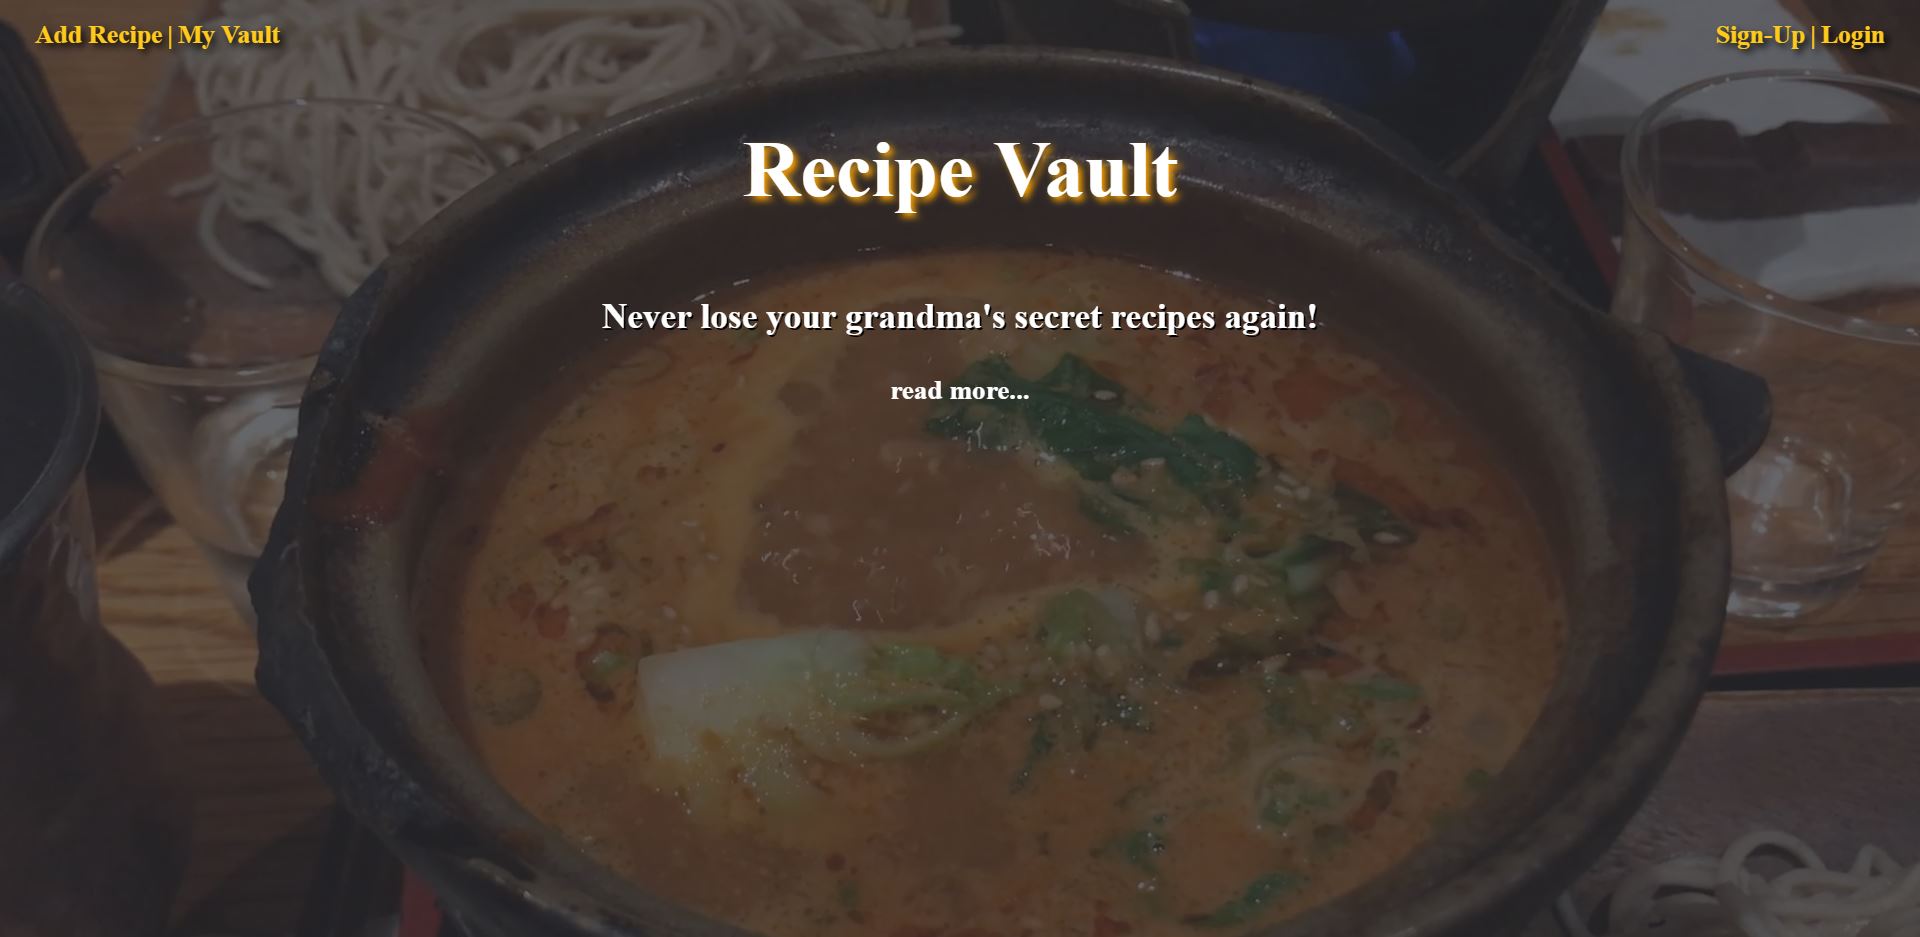 Add Recipe | My Vault
Sign-Up | Login
Recipe Vault
Never lose your grandma's secret recipes again!
read more...